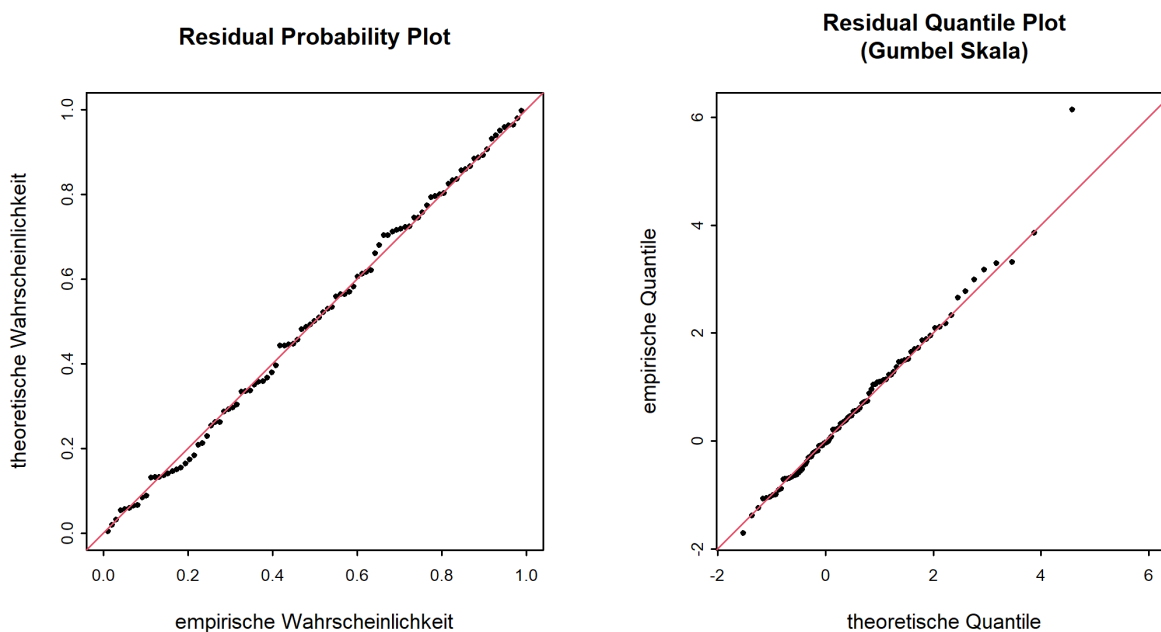 Residual Probability Plot
theoretische Wahrscheinlichkeit
1.0
0.8
0.6
0.4
0.2
0.0
0.0 0.2 0.4 0.6 0.8 1.0
empirische Wahrscheinlichkeit
Residual Quantile Plot
(Gumbel Skala)
empirische Quantile
6
4
2
0
-2
-2 0 2 4 6
theoretische Quantile